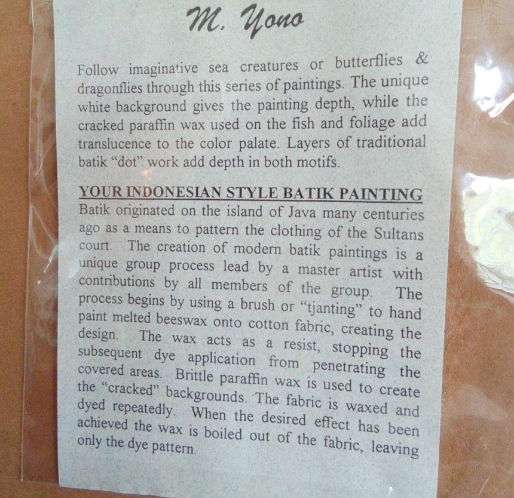 M. Yono
Follow imaginative sea creatures or butterflies &
dragonflies through this series of paintings. The unique
white background gives the painting depth, while the
cracked paraffin wax used on the fish and foliage add
translucence to the color palate. Layers of traditional
batik "dot" work add depth in both motifs.
YOUR INDONESIAN STYLE BATIK PAINTING
Batik originated on the island of Java many centuries
ago as a means to pattern the clothing of the Sultans
court. The creation of modern batik paintings is a
unique group process lead by a master artist with
contributions by all members of the group. The
process begins by using a brush or "tjanting" to hand
paint melted beeswax onto cotton fabric, creating the
design. The wax acts as a resist, stopping the
subsequent dye application from penetrating the
covered areas. Brittle paraffin wax is used to create
the "cracked" backgrounds. The fabric is waxed and
dyed repeatedly. When the desired effect has been
achieved the wax is boiled out of the fabric, leaving
only the dye pattern.